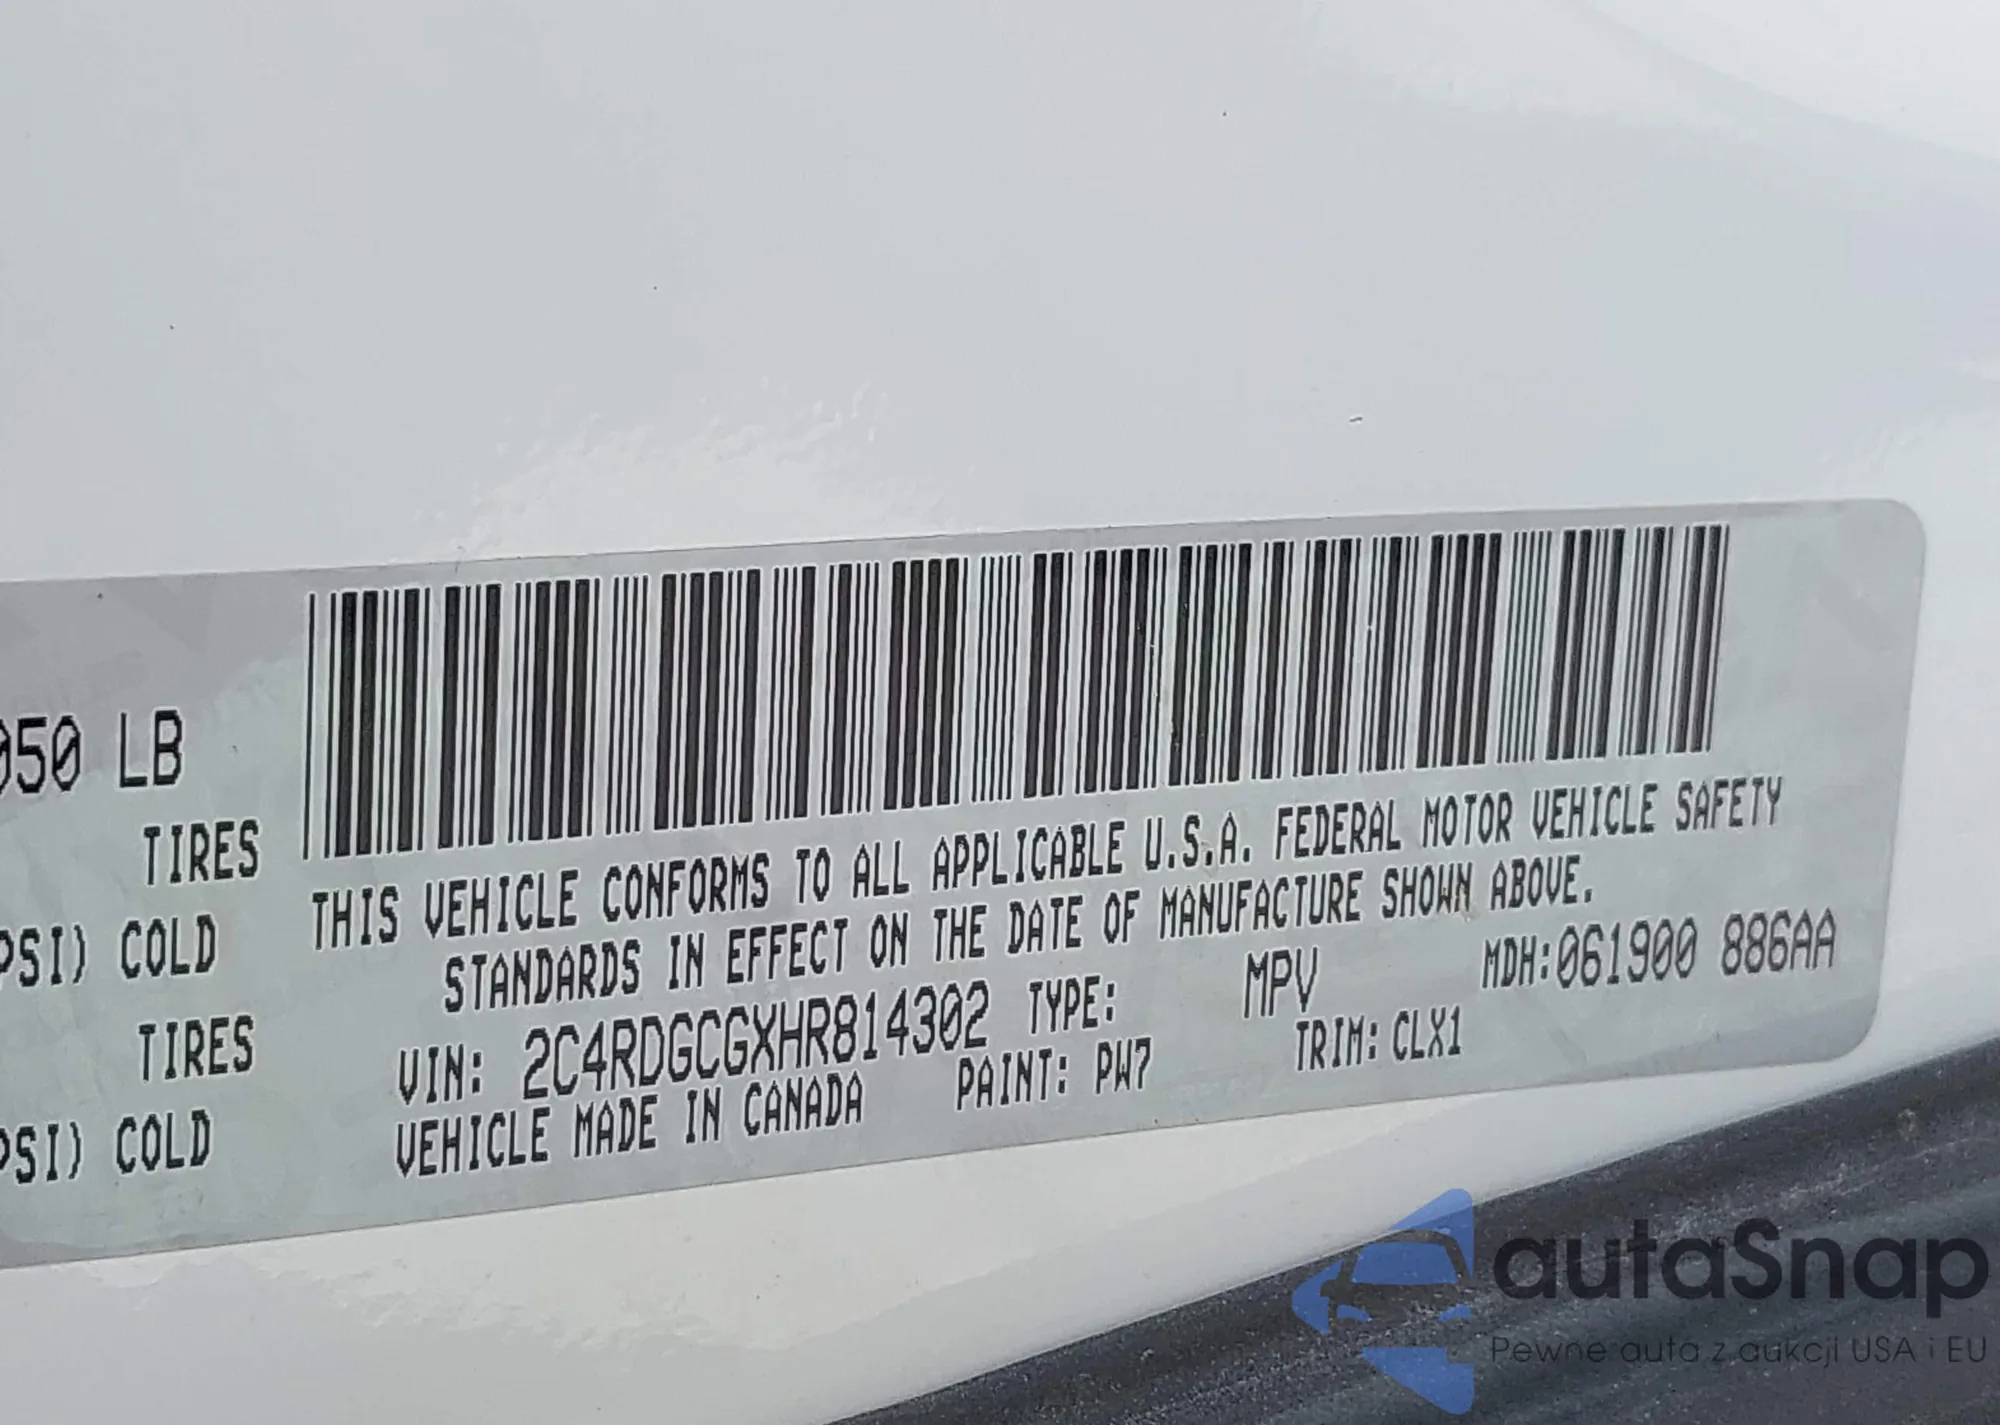 050 LB
TIRES
PSI) COLD
TIRES
PSI) COLD
THIS VEHICLE CONFORMS TO ALL APPLICABLE U.S.A. FEDERAL MOTOR VEHICLE SAFETY
STANDARDS IN EFFECT ON THE DATE OF MANUFACTURE SHOWN ABOVE.
VIN: 2C4RDGCGXHR814302 TYPE: MPV MDH:061900 886AA
VEHICLE MADE IN CANADA PAINT: PW7 TRIM: CLX1
autaSnap
Pewne auta z aukcji USA i EU